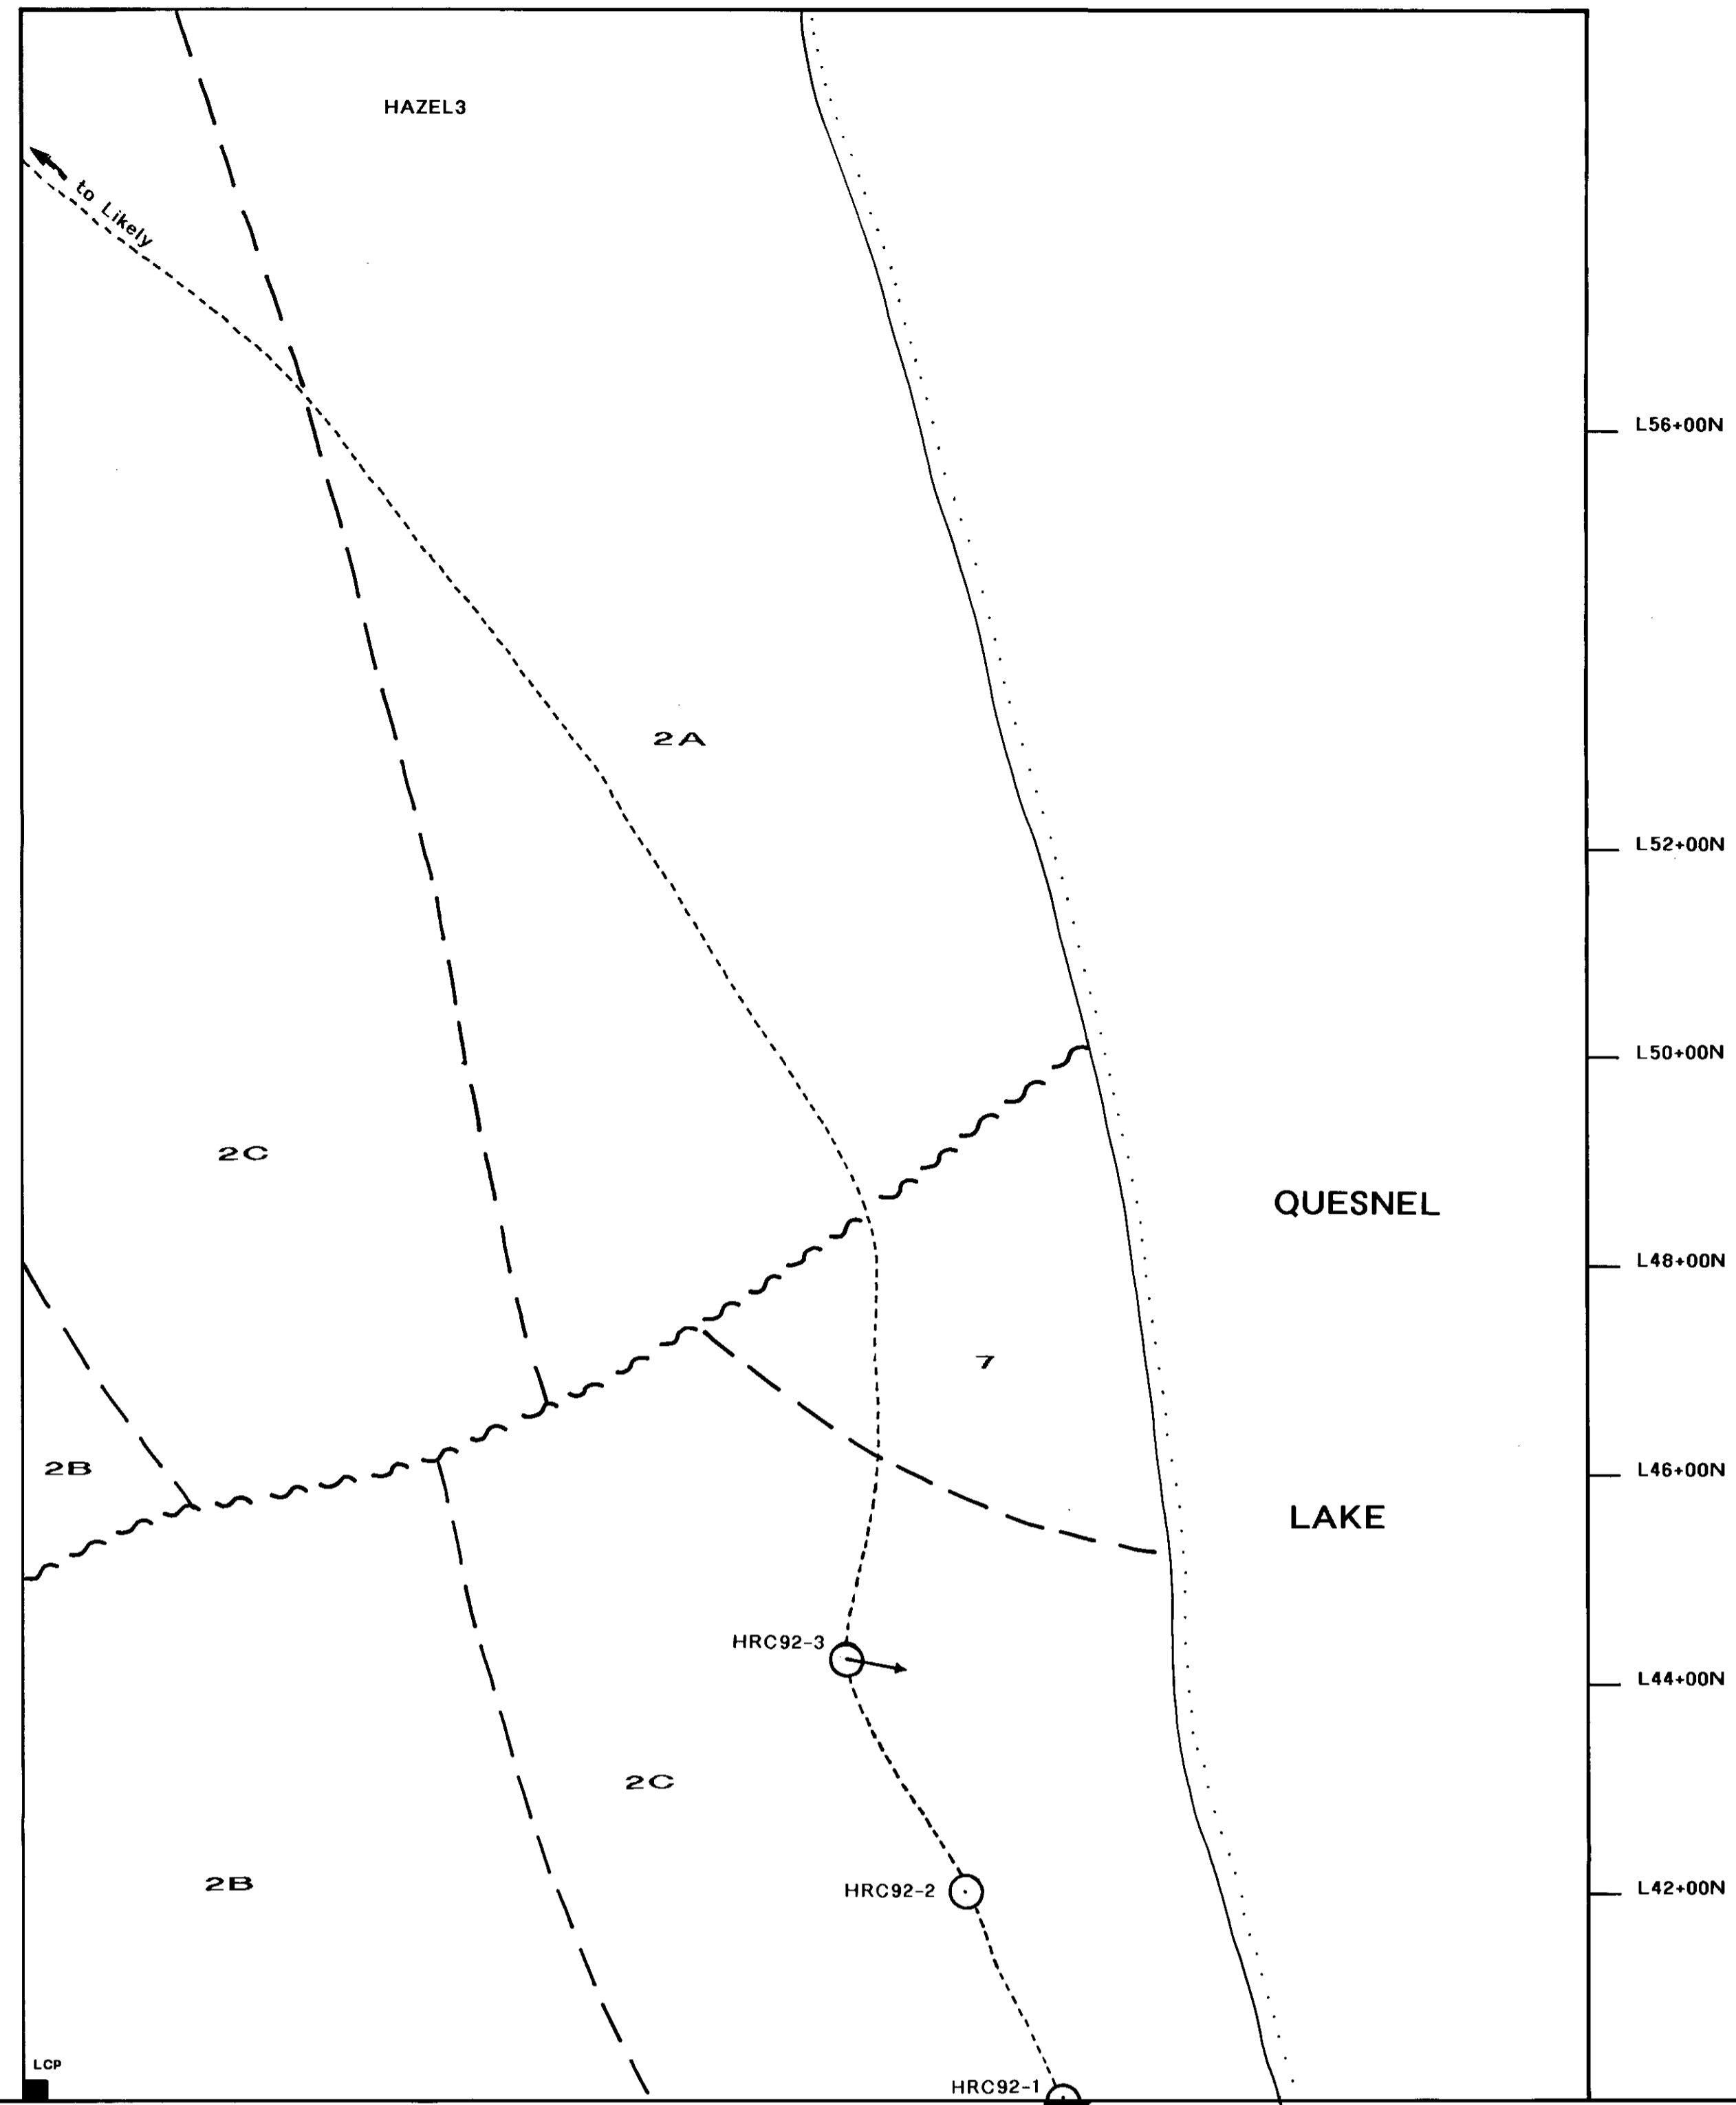 HAZEL3
to Likely
L56+00N
2A
L52+00N
L50+00N
2C
QUESNEL
L48+00N
7
2B
L46+00N
LAKE
HRC92-3
L44+00N
2C
2B
HRC92-2
L42+00N
LCP
HRC92-1